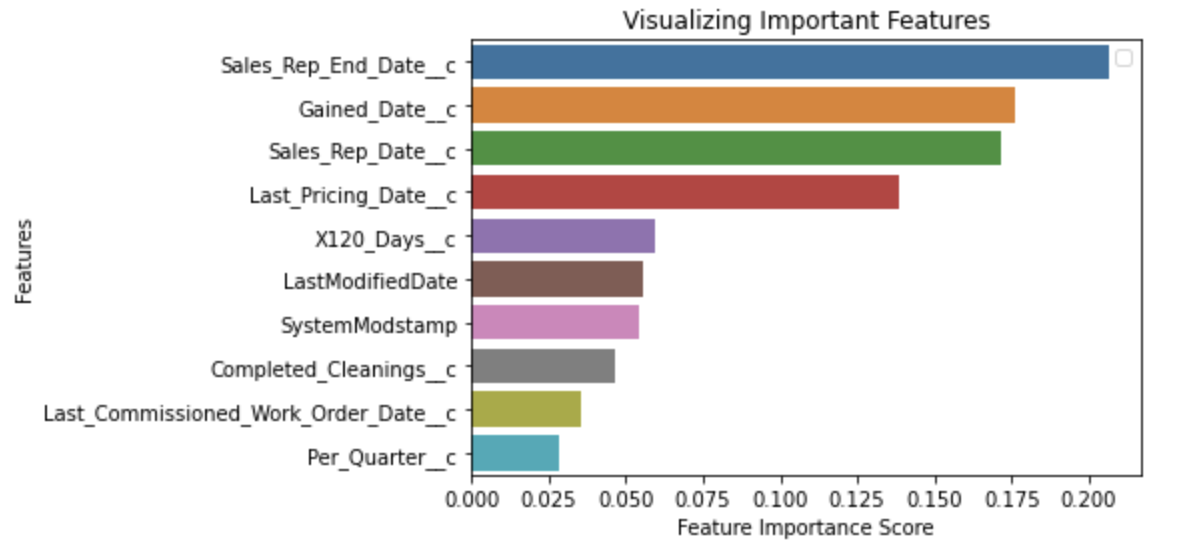 Visualizing Important Features
Sales_Rep_End_Date__c
Gained_Date__c
Sales_Rep_Date__c
Last_Pricing_Date__c
X120_Days__c
LastModifiedDate
SystemModstamp
Completed_Cleanings__c
Last_Commissioned_Work_Order_Date__c
Per_Quarter__c
Features
0.000 0.025 0.050 0.075 0.100 0.125 0.150 0.175 0.200
Feature Importance Score